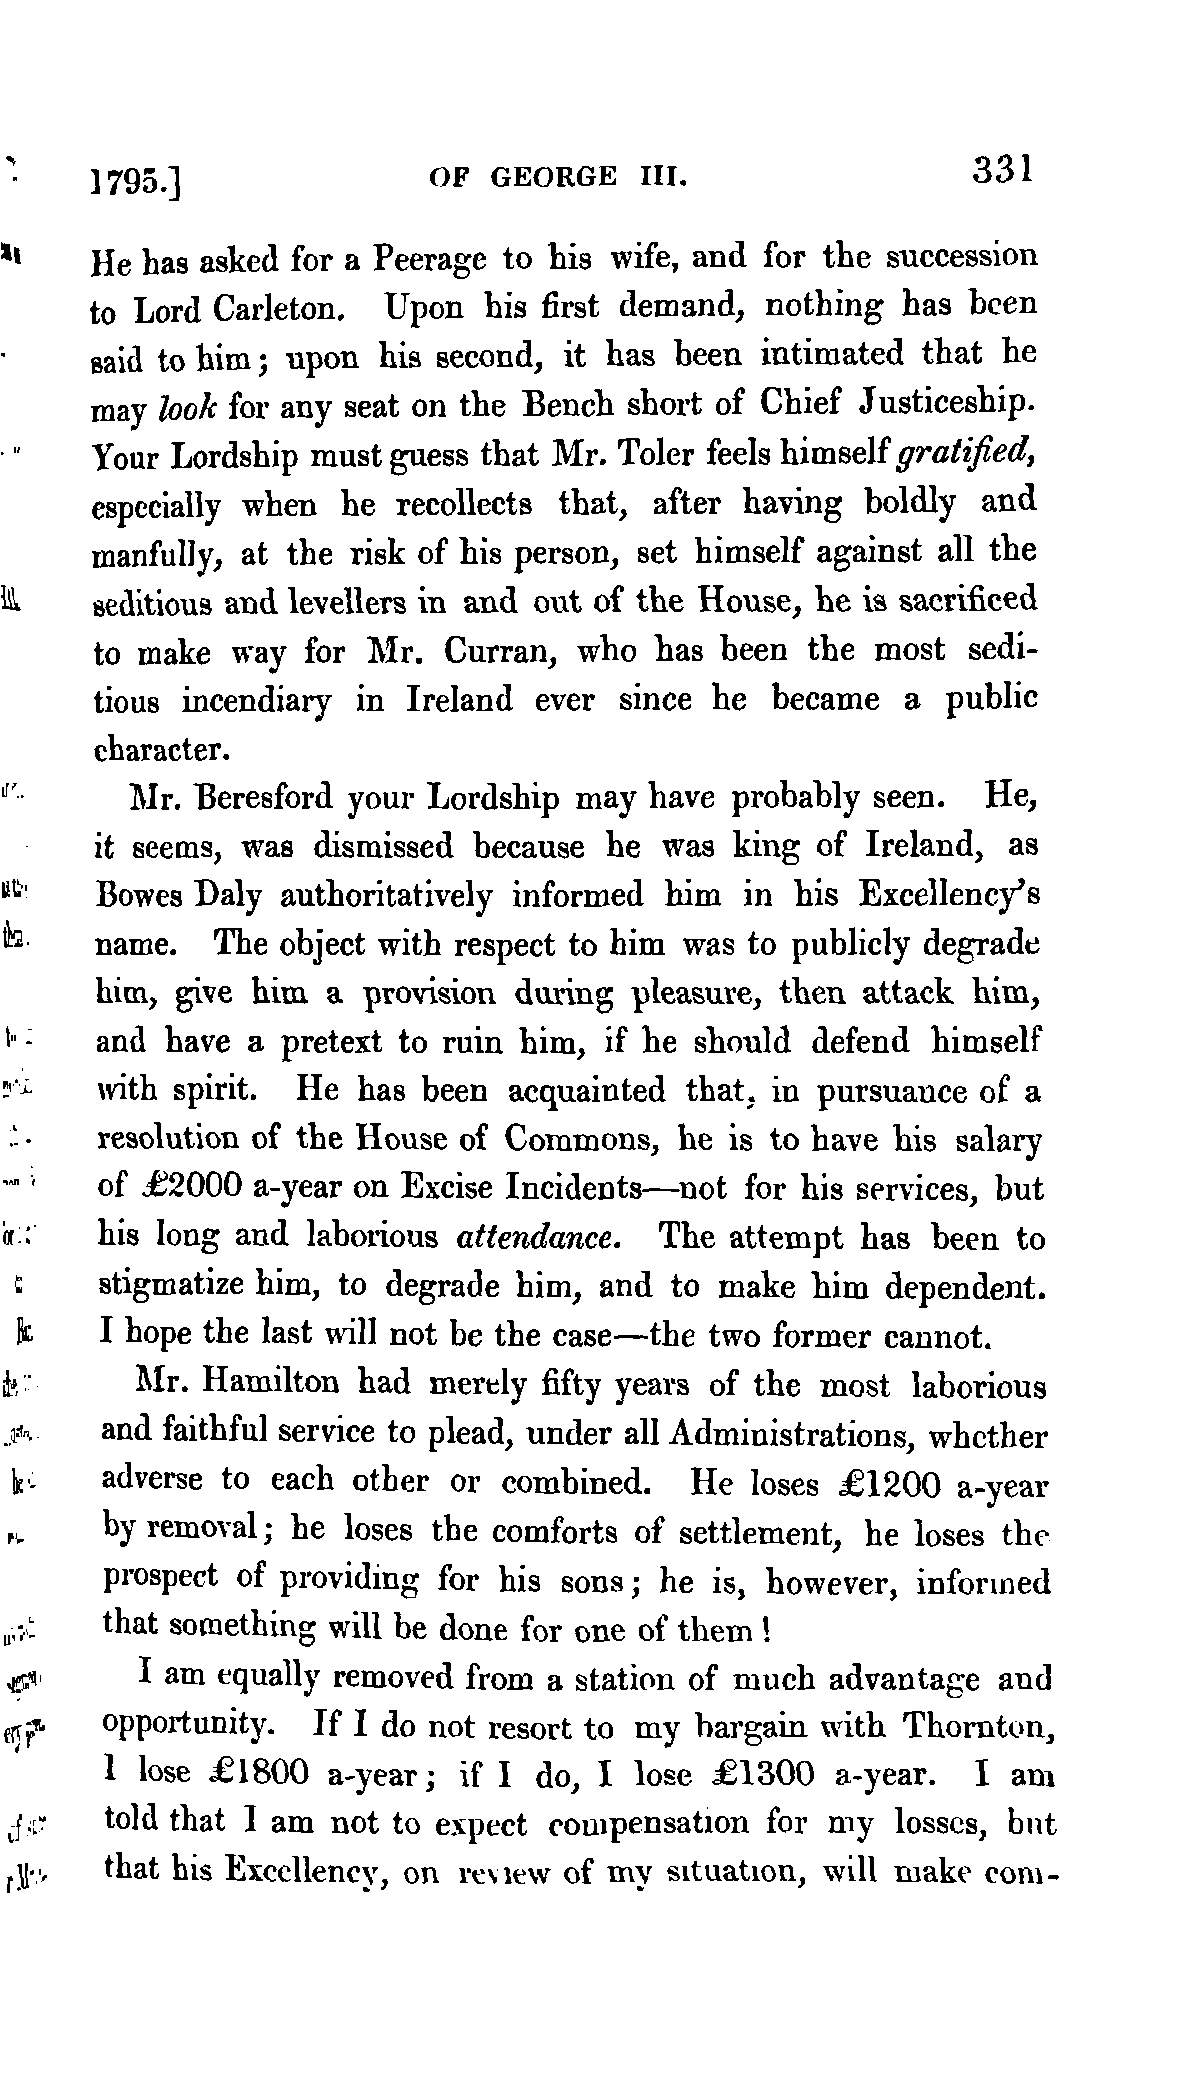 1795.] OF GEORGE III. 331
He has asked for a Peerage to his wife, and for the succession
to Lord Carleton. Upon his first demand, nothing has been
said to him; upon his second, it has been intimated that he
may look for any seat on the Bench short of Chief Justiceship.
Your Lordship must guess that Mr. Toler feels himself gratified,
especially when he recollects that, after having boldly and
manfully, at the risk of his person, set himself against all the
seditious and levellers in and out of the House, he is sacrificed
to make way for Mr. Curran, who has been the most sedi-
tious incendiary in Ireland ever since he became a public
character.
Mr. Beresford your Lordship may have probably seen. He,
it seems, was dismissed because he was king of Ireland, as
Bowes Daly authoritatively informed him in his Excellency's
name. The object with respect to him was to publicly degrade
him, give him a provision during pleasure, then attack him,
and have a pretext to ruin him, if he should defend himself
with spirit. He has been acquainted that, in pursuance of a
resolution of the House of Commons, he is to have his salary
of £2000 a-year on Excise Incidents—not for his services, but
his long and laborious attendance. The attempt has been to
stigmatize him, to degrade him, and to make him dependent.
I hope the last will not be the case—the two former cannot.
Mr. Hamilton had merely fifty years of the most laborious
and faithful service to plead, under all Administrations, whether
adverse to each other or combined. He loses £1200 a-year
by removal; he loses the comforts of settlement, he loses the
prospect of providing for his sons; he is, however, informed
that something will be done for one of them!
I am equally removed from a station of much advantage and
opportunity. If I do not resort to my bargain with Thornton,
I lose £1800 a-year; if I do, I lose £1300 a-year. I am
told that I am not to expect compensation for my losses, but
that his Excellency, on review of my situation, will make com-